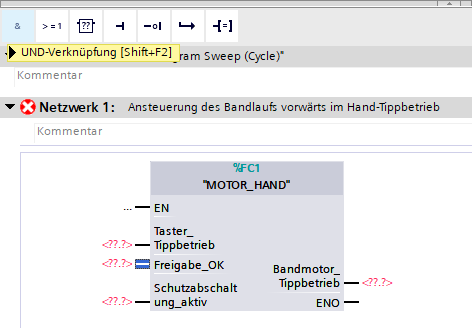 & >=1 ?? -o| [=]
UND-Verknüpfung [Shift+F2] gram Sweep (Cycle)"
Kommentar
Netzwerk 1: Ansteuerung des Bandlaufs vorwärts im Hand-Tippbetrieb
Kommentar
%FC1
"MOTOR_HAND"
... EN
Taster_
<??.?> Tippbetrieb
<??.?> Freigabe_OK
Bandmotor_
Tippbetrieb <??.?>
Schutzabschalt
<??.?> ung_aktiv
ENO